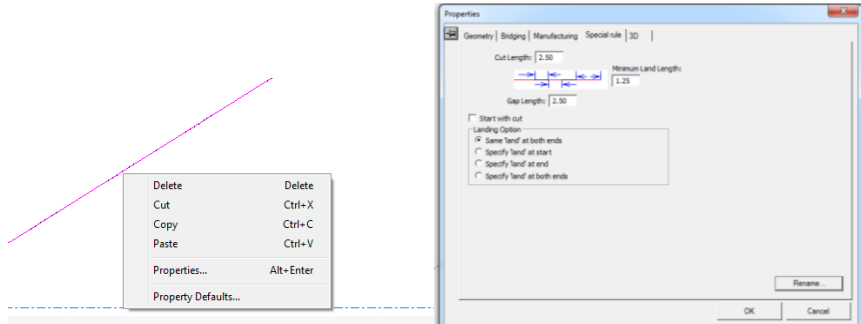 Delete Delete
Cut Ctrl+X
Copy Ctrl+C
Paste Ctrl+V
Properties... Alt+Enter
Property Defaults...
Properties
Geometry Bridging Manufacturing Special rule 3D
Cut Length: 2.50
Minimum Land Length:
1.25
Gap Length: 2.50
Start with cut
Landing Option
Same 'land' at both ends
Specify 'land' at start
Specify 'land' at end
Specify 'land' at both ends
Rename...
OK Cancel